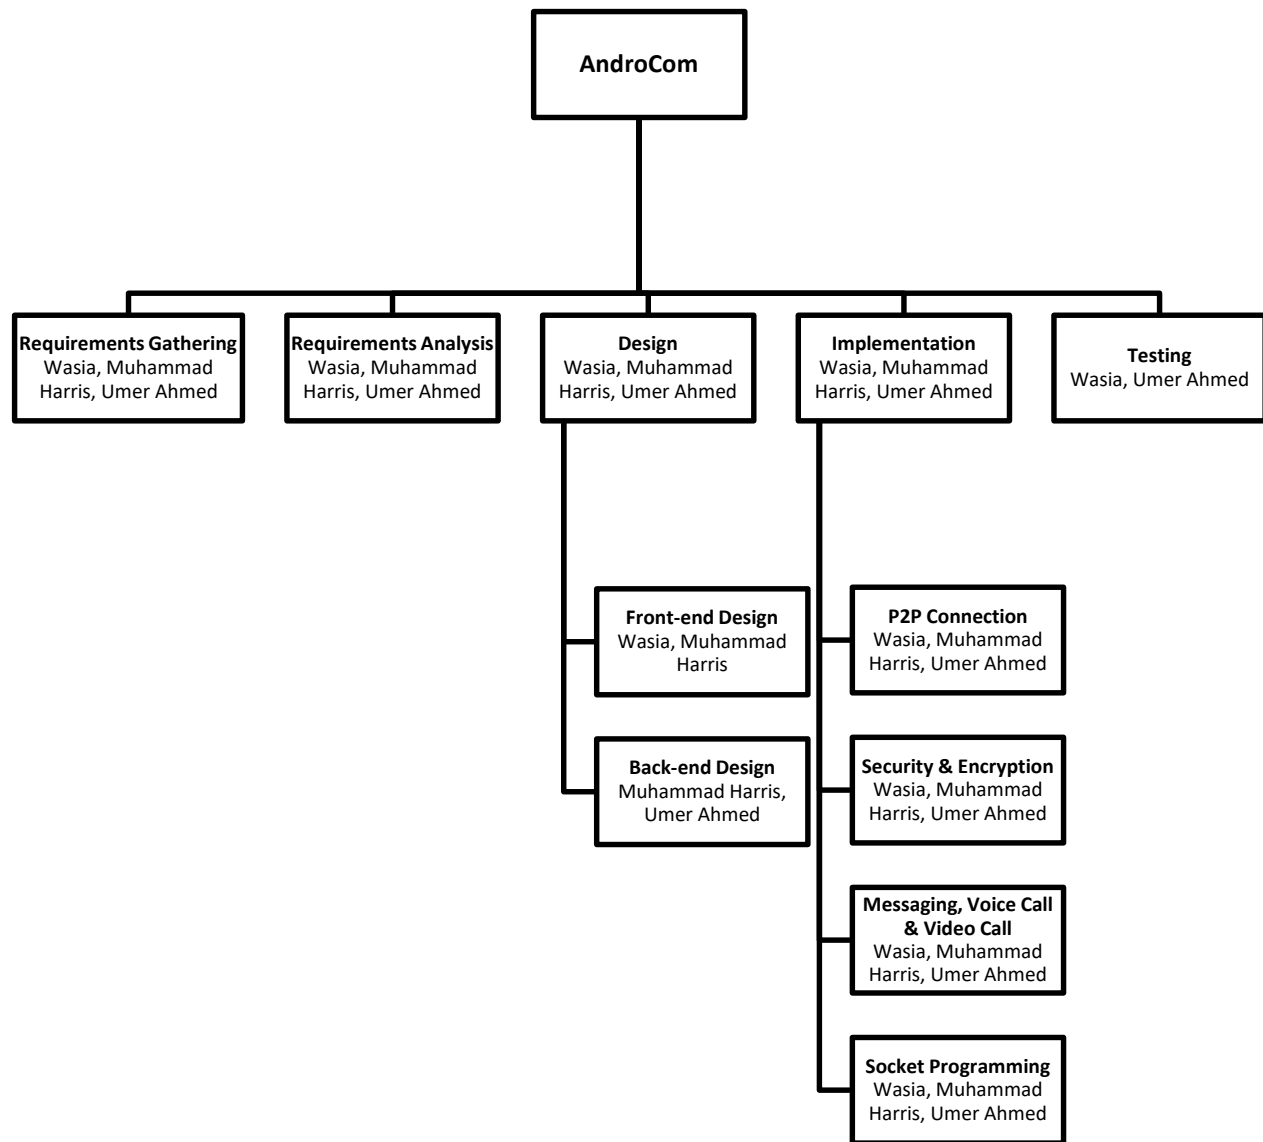 AndroCom
Requirements Gathering
Wasia, Muhammad
Harris, Umer Ahmed
Requirements Analysis
Wasia, Muhammad
Harris, Umer Ahmed
Design
Wasia, Muhammad
Harris, Umer Ahmed
Implementation
Wasia, Muhammad
Harris, Umer Ahmed
Testing
Wasia, Umer Ahmed
Front-end Design
Wasia, Muhammad
Harris
Back-end Design
Muhammad Harris,
Umer Ahmed
P2P Connection
Wasia, Muhammad
Harris, Umer Ahmed
Security & Encryption
Wasia, Muhammad
Harris, Umer Ahmed
Messaging, Voice Call
& Video Call
Wasia, Muhammad
Harris, Umer Ahmed
Socket Programming
Wasia, Muhammad
Harris, Umer Ahmed